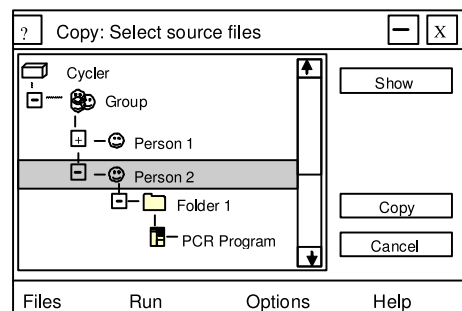 ? Copy: Select source files X
Cycler
Show
Group
+ Person 1
Person 2
Folder 1
Copy
PCR Program
Cancel
Files Run Options Help